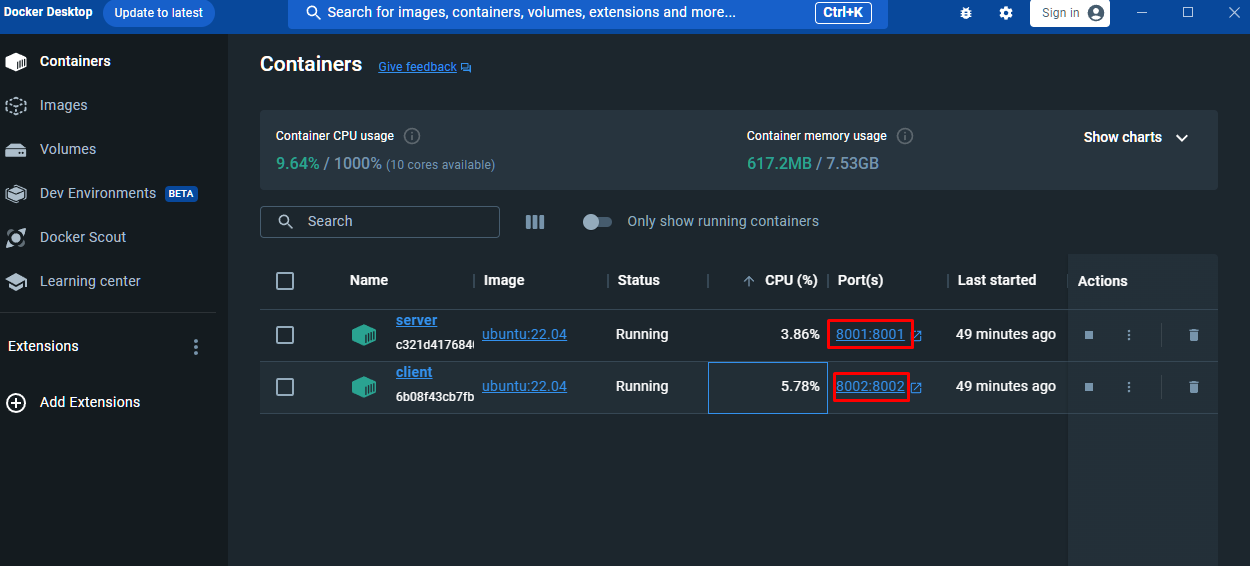 Docker Desktop Update to latest Search for images, containers, volumes, extensions and more... Ctrl+K Sign in
Containers
Images
Volumes
Dev Environments BETA
Docker Scout
Learning center
Extensions
Add Extensions
Containers Give feedback
Container CPU usage
9.64% / 1000% (10 cores available)
Container memory usage
617.2MB / 7.53GB
Show charts
Search
Only show running containers
Name Image Status CPU (%) Port(s) Last started Actions
server
c321d4176840
ubuntu:22.04 Running 3.86% 8001:8001 49 minutes ago
client
6b08f43cb7fb
ubuntu:22.04 Running 5.78% 8002:8002 49 minutes ago